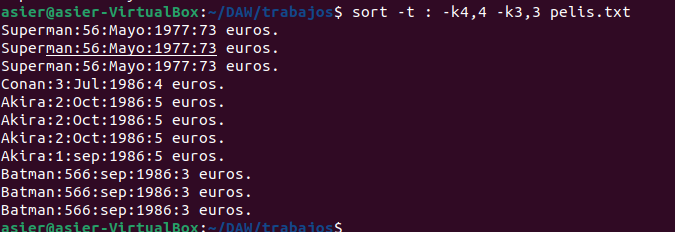 asier@asier-VirtualBox:~/DAW/trabajos$ sort -t : -k4,4 -k3,3 pelis.txt
Superman:56:Mayo:1977:73 euros.
Superman:56:Mayo:1977:73 euros.
Superman:56:Mayo:1977:73 euros.
Conan:3:Jul:1986:4 euros.
Akira:2:Oct:1986:5 euros.
Akira:2:Oct:1986:5 euros.
Akira:2:Oct:1986:5 euros.
Akira:1:sep:1986:5 euros.
Batman:566:sep:1986:3 euros.
Batman:566:sep:1986:3 euros.
Batman:566:sep:1986:3 euros.
asier@asier-VirtualBox:~/DAW/trabajos$